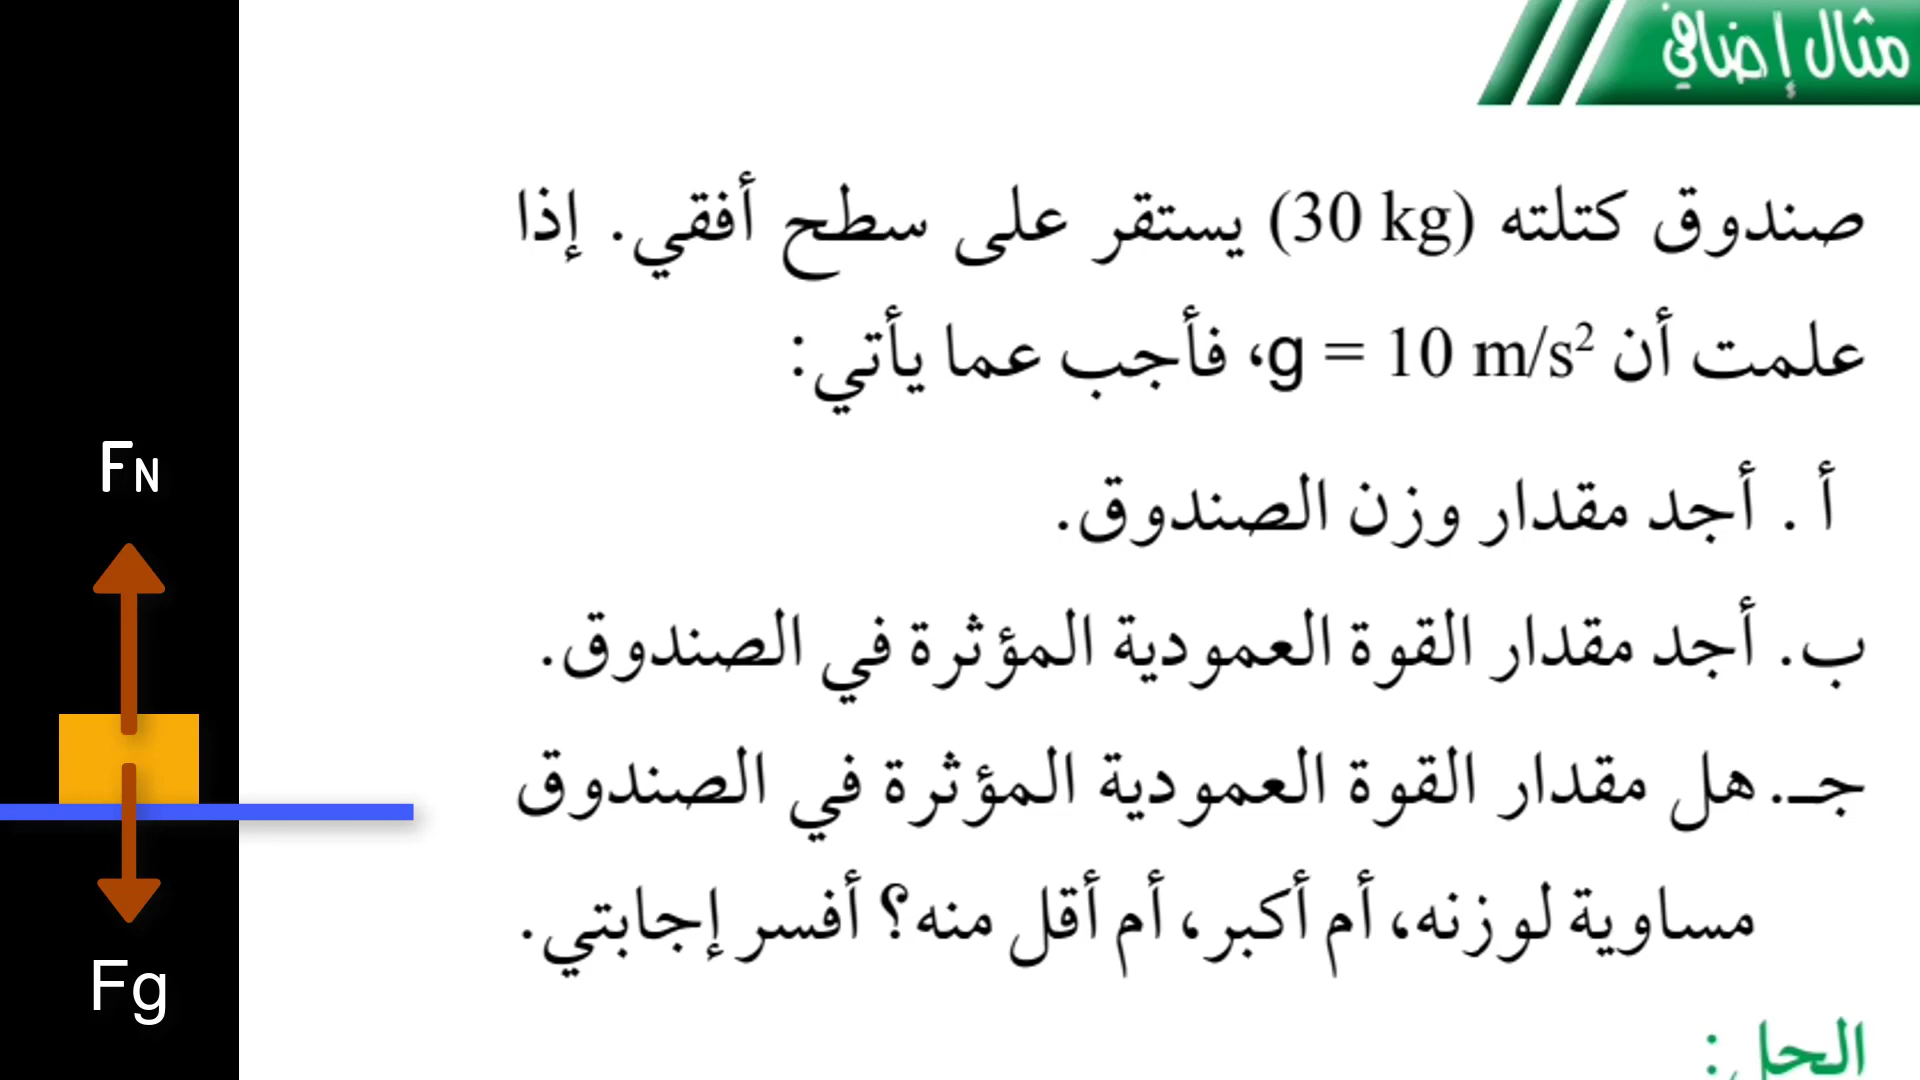 مثال إضافي
صندوق كتلته (30 kg) يستقر على سطح أفقي. إذا
علمت أن g = 10 m/s²، فأجب عما يأتي:
أ . أجد مقدار وزن الصندوق.
ب. أجد مقدار القوة العمودية المؤثرة في الصندوق.
جـ. هل مقدار القوة العمودية المؤثرة في الصندوق
مساوية لوزنه، أم أكبر، أم أقل منه؟ أفسر إجابتي.
الحل:
FN
Fg